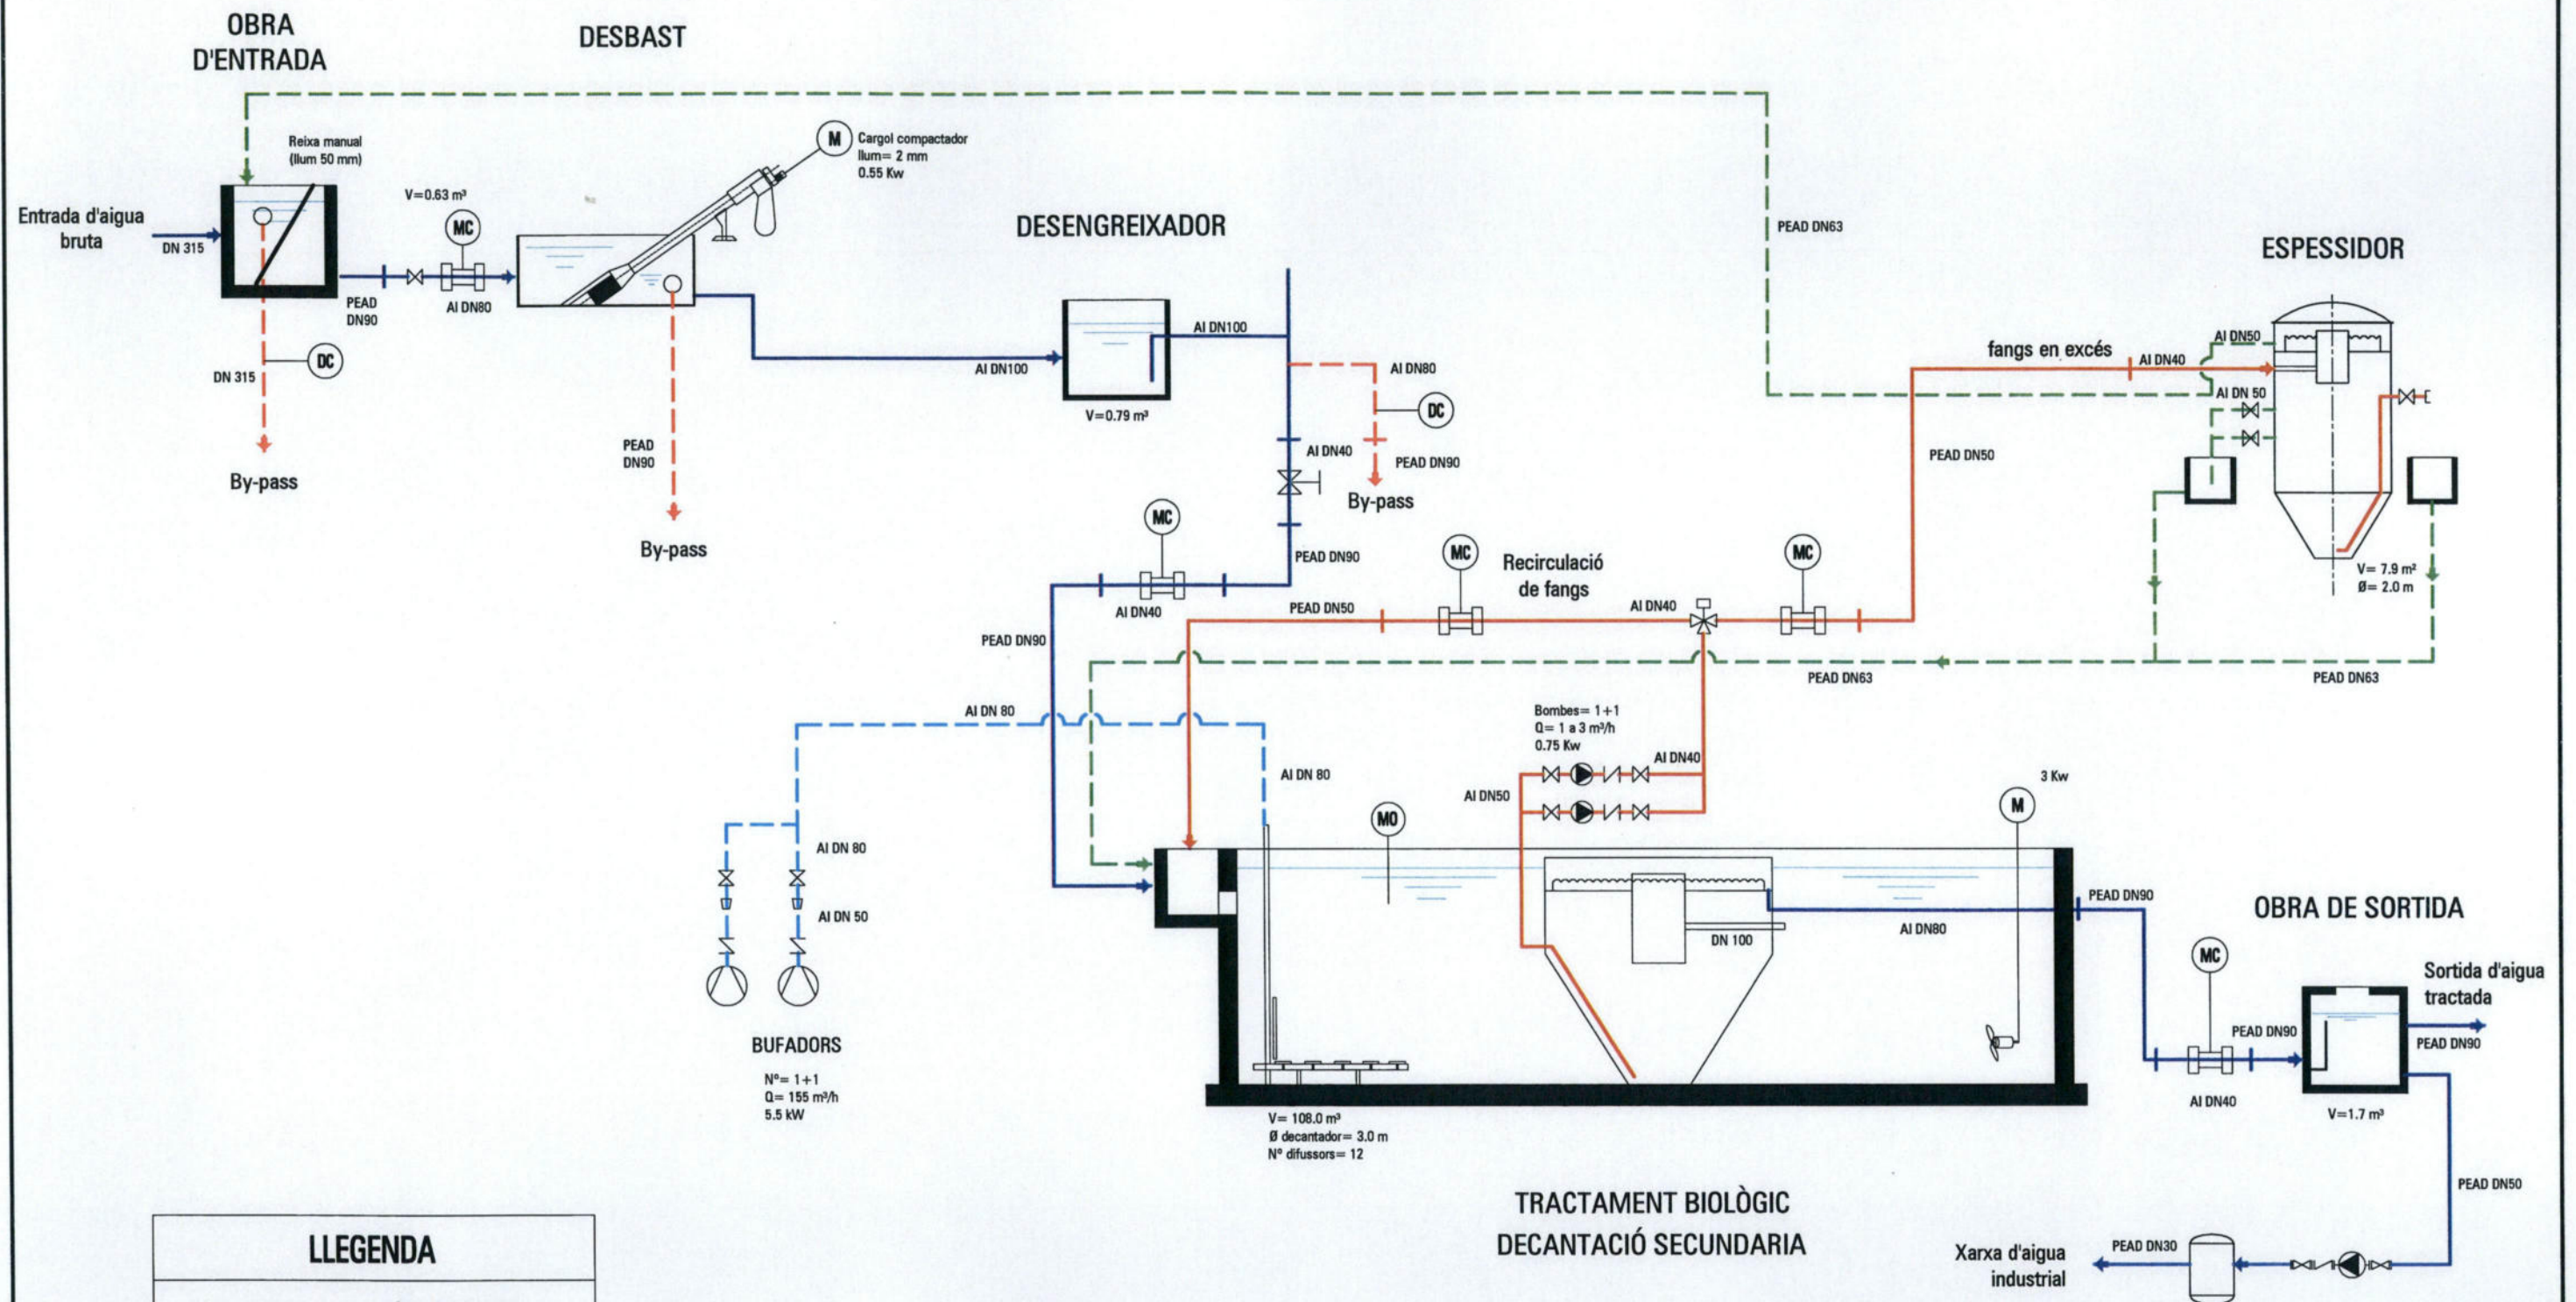 OBRA
D'ENTRADA
DESBAST
Reixa manual
(llum 50 mm)
M
Cargol compactador
llum= 2 mm
0.55 Kw
V=0.63 m³
MC
Entrada d'aigua
bruta
DN 315
PEAD
DN90
AI DN80
DN 315
DC
By-pass
PEAD
DN90
By-pass
DESENGREIXADOR
AI DN100
AI DN100
V=0.79 m³
AI DN80
DC
AI DN40
PEAD DN90
By-pass
MC
PEAD DN90
AI DN40
PEAD DN90
PEAD DN63
ESPESSIDOR
fangs en excés
AI DN40
AI DN50
AI DN 50
PEAD DN50
V= 7.9 m²
Ø= 2.0 m
MC
Recirculació
de fangs
MC
PEAD DN50
AI DN40
PEAD DN63
PEAD DN63
AI DN 80
AI DN 80
Bombes= 1+1
Q= 1 a 3 m³/h
0.75 Kw
AI DN40
AI DN50
3 Kw
M
MO
AI DN 80
AI DN 50
BUFADORS
Nº= 1+1
Q= 155 m³/h
5.5 kW
DN 100
AI DN80
PEAD DN90
V= 108.0 m³
Ø decantador= 3.0 m
Nº difussors= 12
OBRA DE SORTIDA
MC
Sortida d'aigua
tractada
PEAD DN90
PEAD DN90
AI DN40
V=1.7 m³
PEAD DN50
TRACTAMENT BIOLÒGIC
DECANTACIÓ SECUNDARIA
Xarxa d'aigua
industrial
PEAD DN30
LLEGENDA